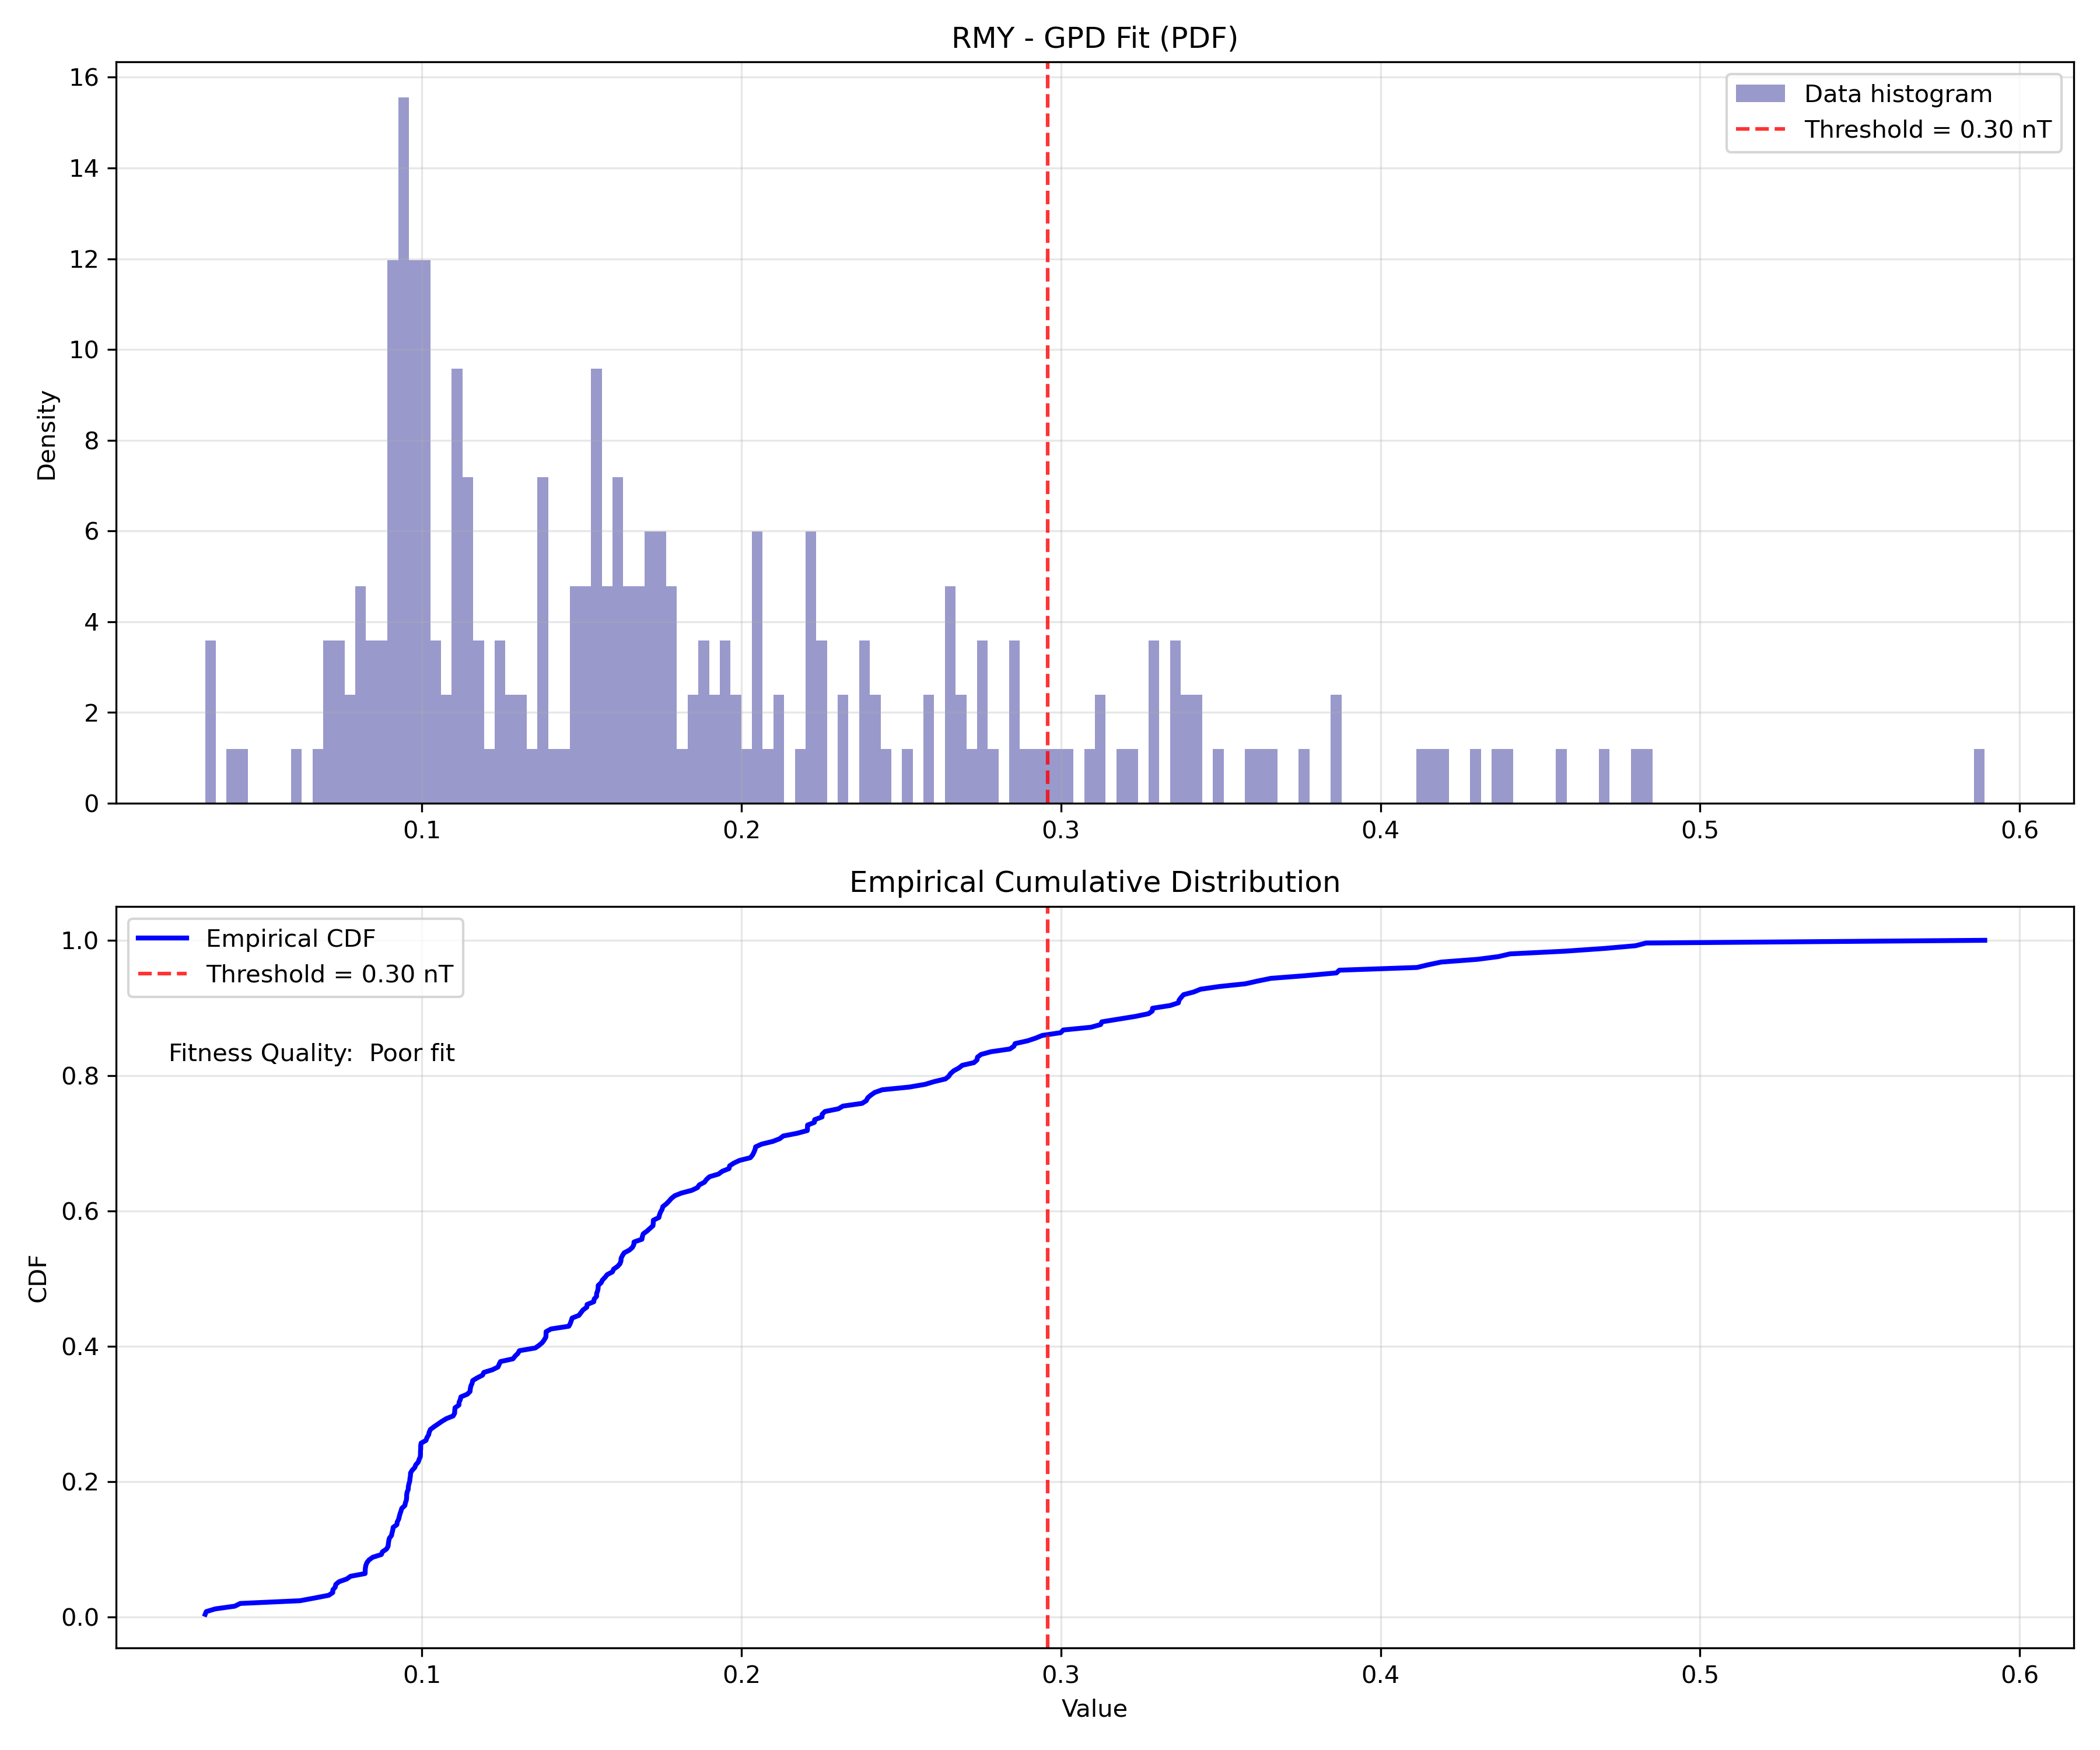 RMY - GPD Fit (PDF)
16
14
12
10
8
6
4
2
0
Density
Data histogram
Threshold = 0.30 nT
0.1 0.2 0.3 0.4 0.5 0.6
Empirical Cumulative Distribution
1.0
0.8
0.6
0.4
0.2
0.0
CDF
Empirical CDF
Threshold = 0.30 nT
Fitness Quality: Poor fit
0.1 0.2 0.3 0.4 0.5 0.6
Value